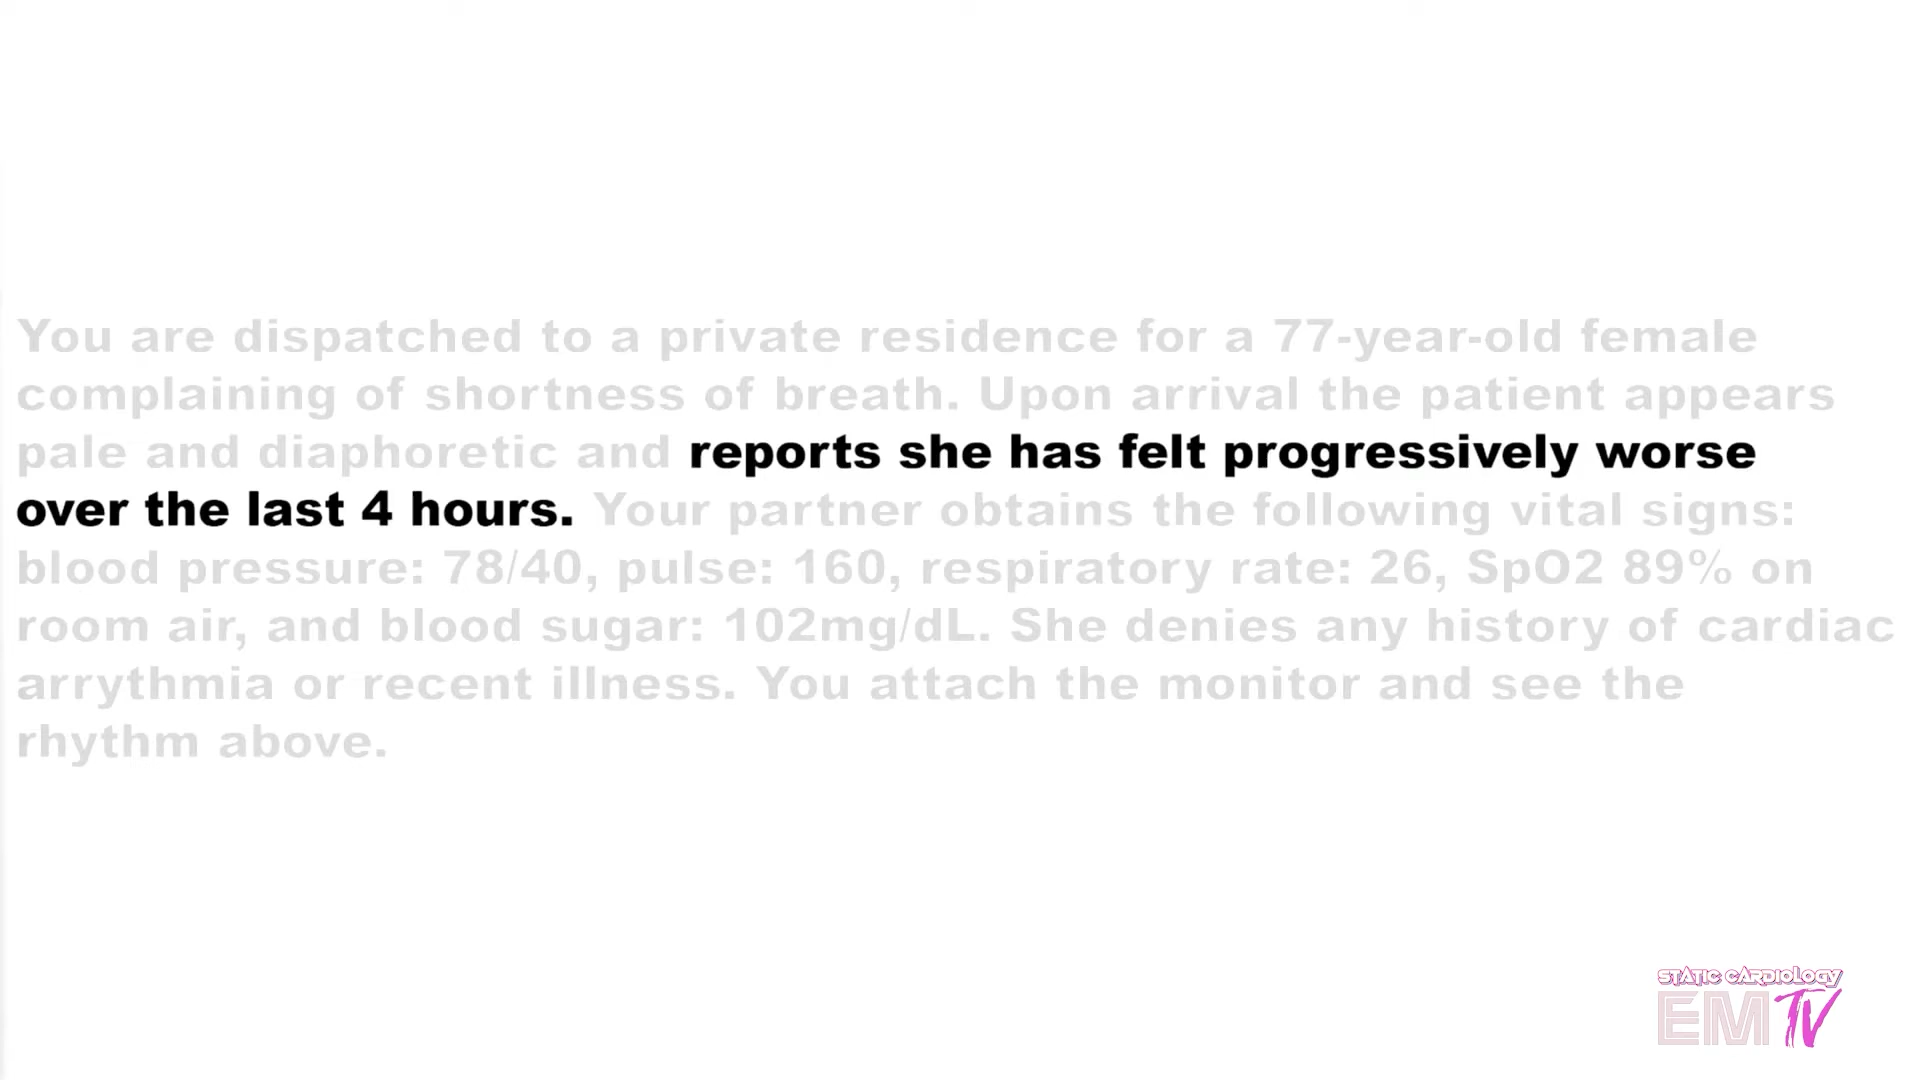 You are dispatched to a private residence for a 77-year-old female
complaining of shortness of breath. Upon arrival the patient appears
pale and diaphoretic and reports she has felt progressively worse
over the last 4 hours. Your partner obtains the following vital signs:
blood pressure: 78/40, pulse: 160, respiratory rate: 26, SpO2 89% on
room air, and blood sugar: 102mg/dL. She denies any history of cardiac
arrythmia or recent illness. You attach the monitor and see the
rhythm above.
STATIC CARDIOLOGY
EMTV